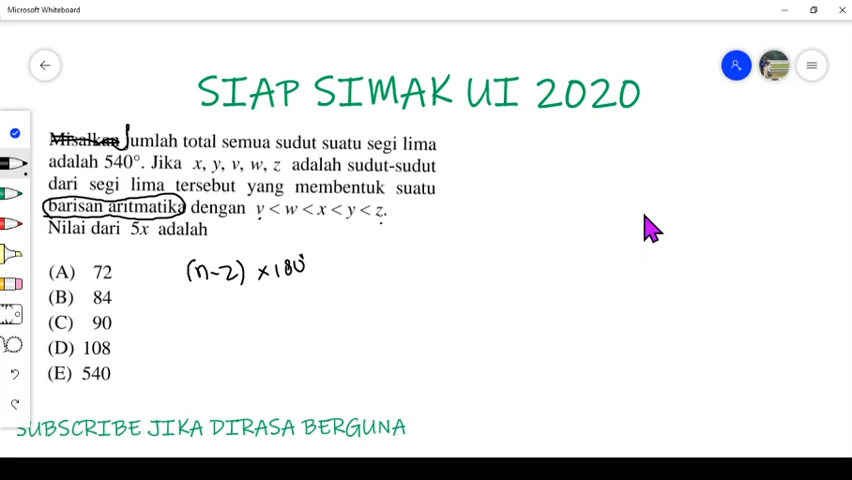 Microsoft Whiteboard
SIAP SIMAK UI 2020
Misalkan Jumlah total semua sudut suatu segi lima
adalah 540°. Jika x, y, v, w, z adalah sudut-sudut
dari segi lima tersebut yang membentuk suatu
barisan aritmatika dengan v < w < x < y < z.
Nilai dari 5x adalah
(A) 72
(n-2) × 180°
(B) 84
(C) 90
(D) 108
(E) 540
SUBSCRIBE JIKA DIRASA BERGUNA